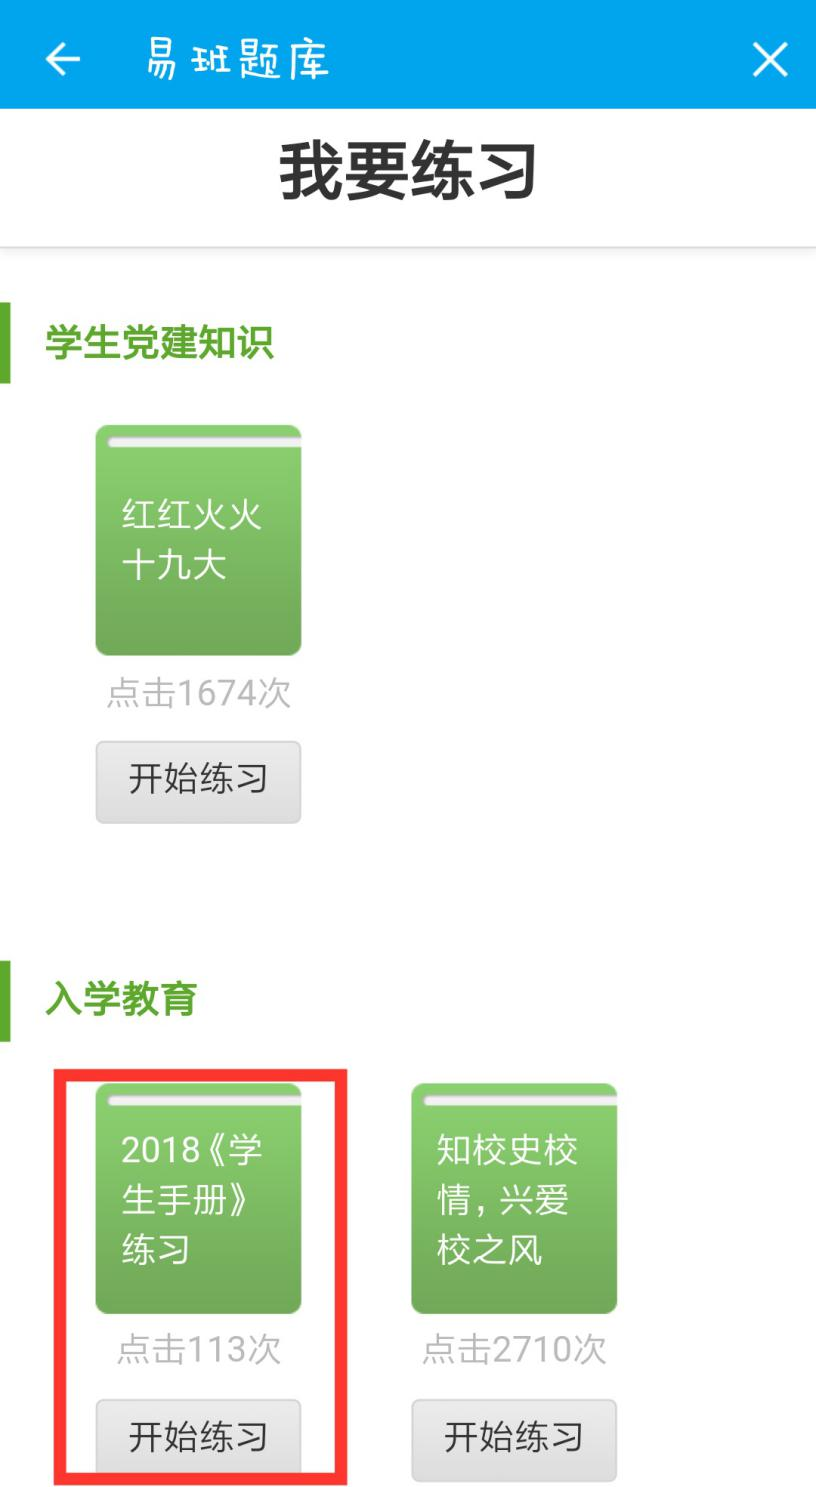 易班题库
我要练习
学生党建知识
红红火火
十九大
点击1674次
开始练习
入学教育
2018《学
生手册》
练习
点击113次
开始练习
知校史校
情，兴爱
校之风
点击2710次
开始练习